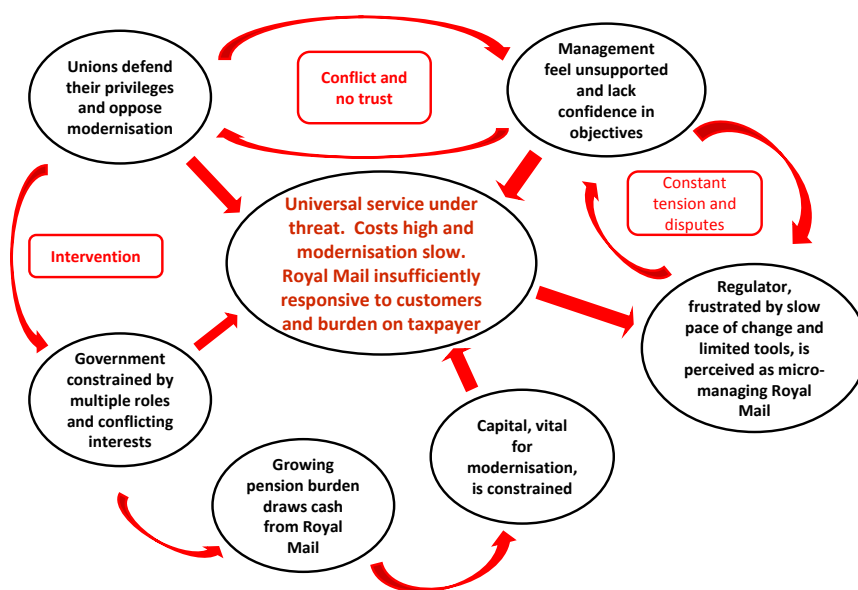 Unions defend
their privileges
and oppose
modernisation
Conflict and
no trust
Management
feel unsupported
and lack
confidence in
objectives
Constant
tension and
disputes
Universal service under
threat. Costs high and
modernisation slow.
Royal Mail insufficiently
responsive to customers
and burden on taxpayer
Intervention
Regulator,
frustrated by slow
pace of change and
limited tools, is
perceived as micro-
managing Royal
Mail
Government
constrained by
multiple roles
and conflicting
interests
Capital, vital
for
modernisation,
is constrained
Growing
pension burden
draws cash
from Royal
Mail